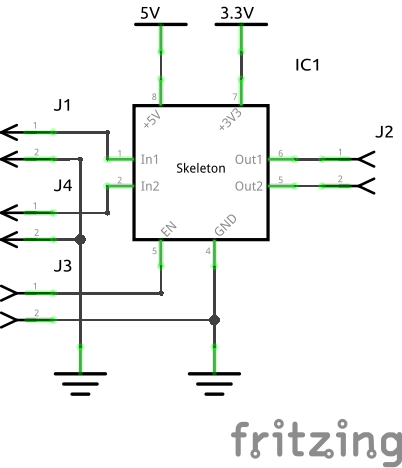 5V
3.3V
IC1
8
7
+5V
+3V3
J1
1
2
J2
In1
1
In2
2
Skeleton
Out1
6
1
Out2
5
2
J4
1
2
EN
5
GND
4
J3
1
2
fritzing